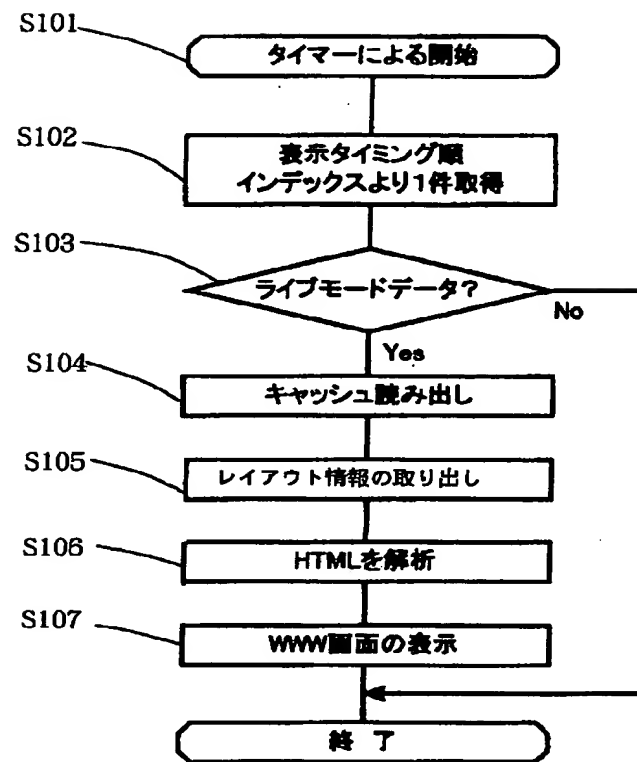 S101
タイマーによる開始
S102
表示タイミング順
インデックスより1件取得
S103
ライブモードデータ?
No
Yes
S104
キャッシュ読み出し
S105
レイアウト情報の取り出し
S106
HTMLを解析
S107
WWW画面の表示
終了